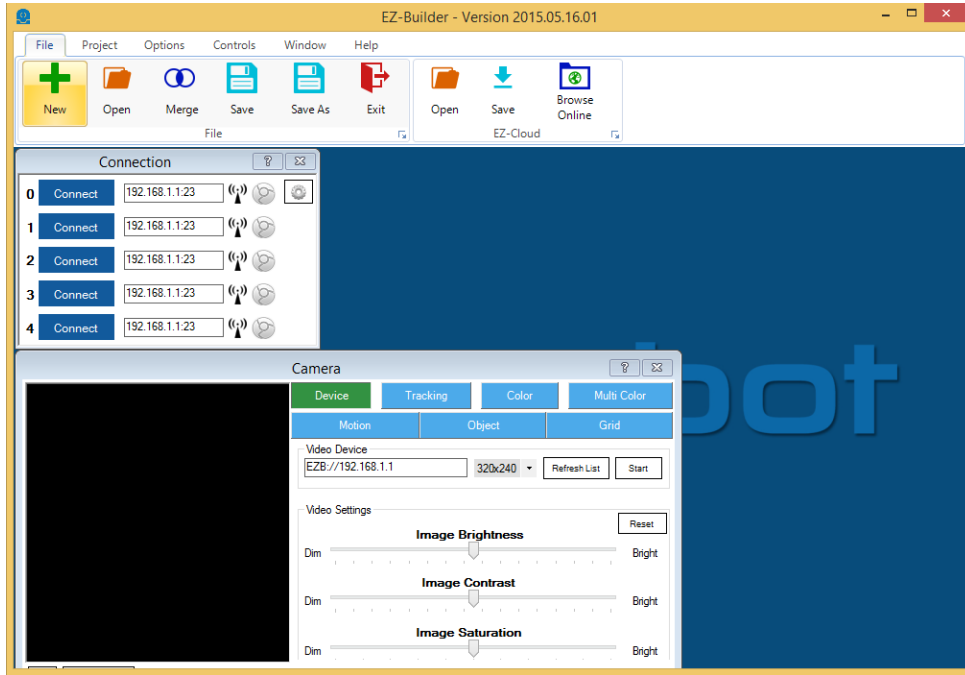 EZ-Builder - Version 2015.05.16.01
File Project Options Controls Window Help
New Open Merge Save Save As Exit Open Save Browse Online
File EZ-Cloud
Connection ?
0 Connect 192.168.1.1:23
1 Connect 192.168.1.1:23
2 Connect 192.168.1.1:23
3 Connect 192.168.1.1:23
4 Connect 192.168.1.1:23
bot
Camera ?
Device Tracking Color Multi Color
Motion Object Grid
Video Device
EZB://192.168.1.1 320x240 Refresh List Start
Video Settings
Reset
Image Brightness
Dim Bright
Image Contrast
Dim Bright
Image Saturation
Dim Bright